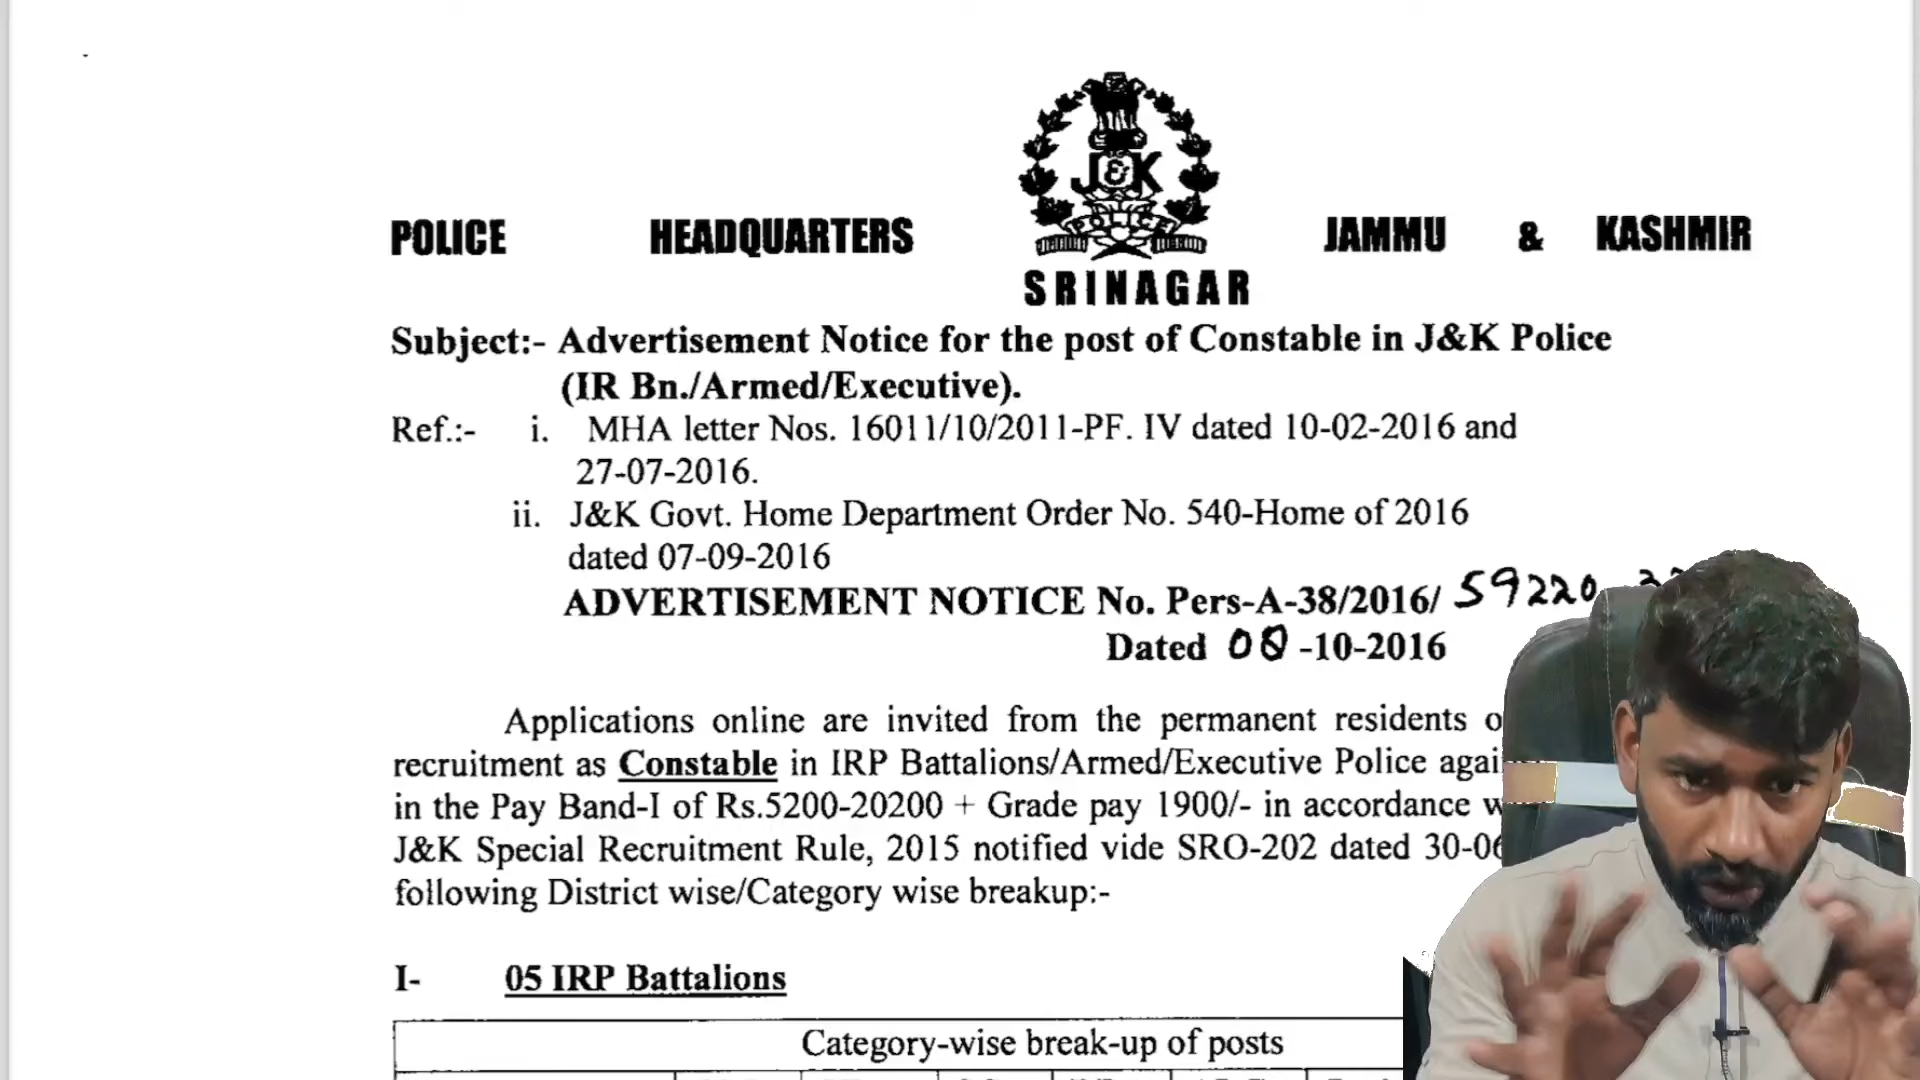 J&K
POLICE
POLICE HEADQUARTERS JAMMU & KASHMIR
SRINAGAR
Subject:- Advertisement Notice for the post of Constable in J&K Police
(IR Bn./Armed/Executive).
Ref.:- i. MHA letter Nos. 16011/10/2011-PF. IV dated 10-02-2016 and
27-07-2016.
ii. J&K Govt. Home Department Order No. 540-Home of 2016
dated 07-09-2016
ADVERTISEMENT NOTICE No. Pers-A-38/2016/ 59220
Dated -10-2016
Applications online are invited from the permanent residents
recruitment as Constable in IRP Battalions/Armed/Executive Police
in the Pay Band-I of Rs.5200-20200 + Grade pay 1900/- in accordance
J&K Special Recruitment Rule, 2015 notified vide SRO-202 dated
following District wise/Category wise breakup:-
I- 05 IRP Battalions
Category-wise break-up of posts